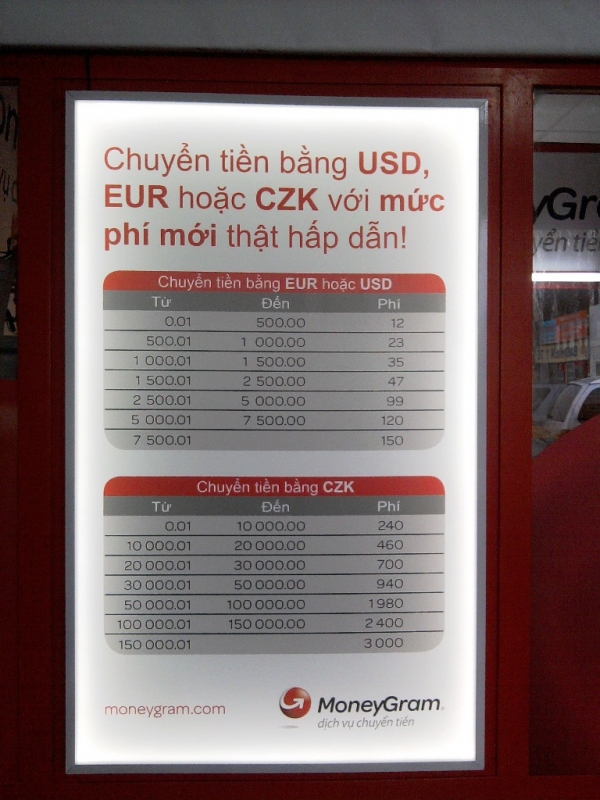 Chuyển tiền bằng USD,
EUR hoặc CZK với mức
phí mới thật hấp dẫn!
Chuyển tiền bằng EUR hoặc USD
Từ Đến Phí
0.01 500.00 12
500.01 1 000.00 23
1 000.01 1 500.00 35
1 500.01 2 500.00 47
2 500.01 5 000.00 99
5 000.01 7 500.00 120
7 500.01 150
Chuyển tiền bằng CZK
Từ Đến Phí
0.01 10 000.00 240
10 000.01 20 000.00 460
20 000.01 30 000.00 700
30 000.01 50 000.00 940
50 000.01 100 000.00 1 980
100 000.01 150 000.00 2 400
150 000.01 3 000
moneygram.com
MoneyGram
dịch vụ chuyển tiền